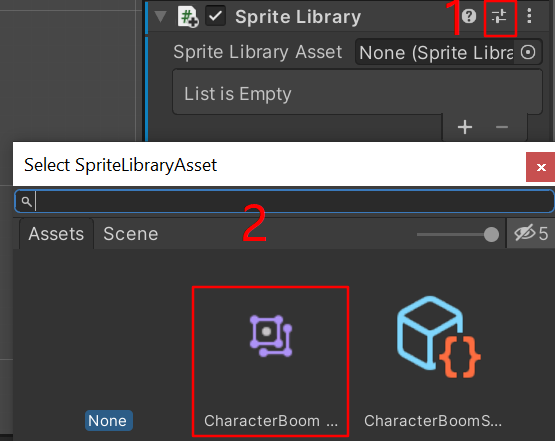 1
Sprite Library
Sprite Library Asset None (Sprite Libra
List is Empty
Select SpriteLibraryAsset
2
Assets Scene 5
None CharacterBoom ... CharacterBoomS...